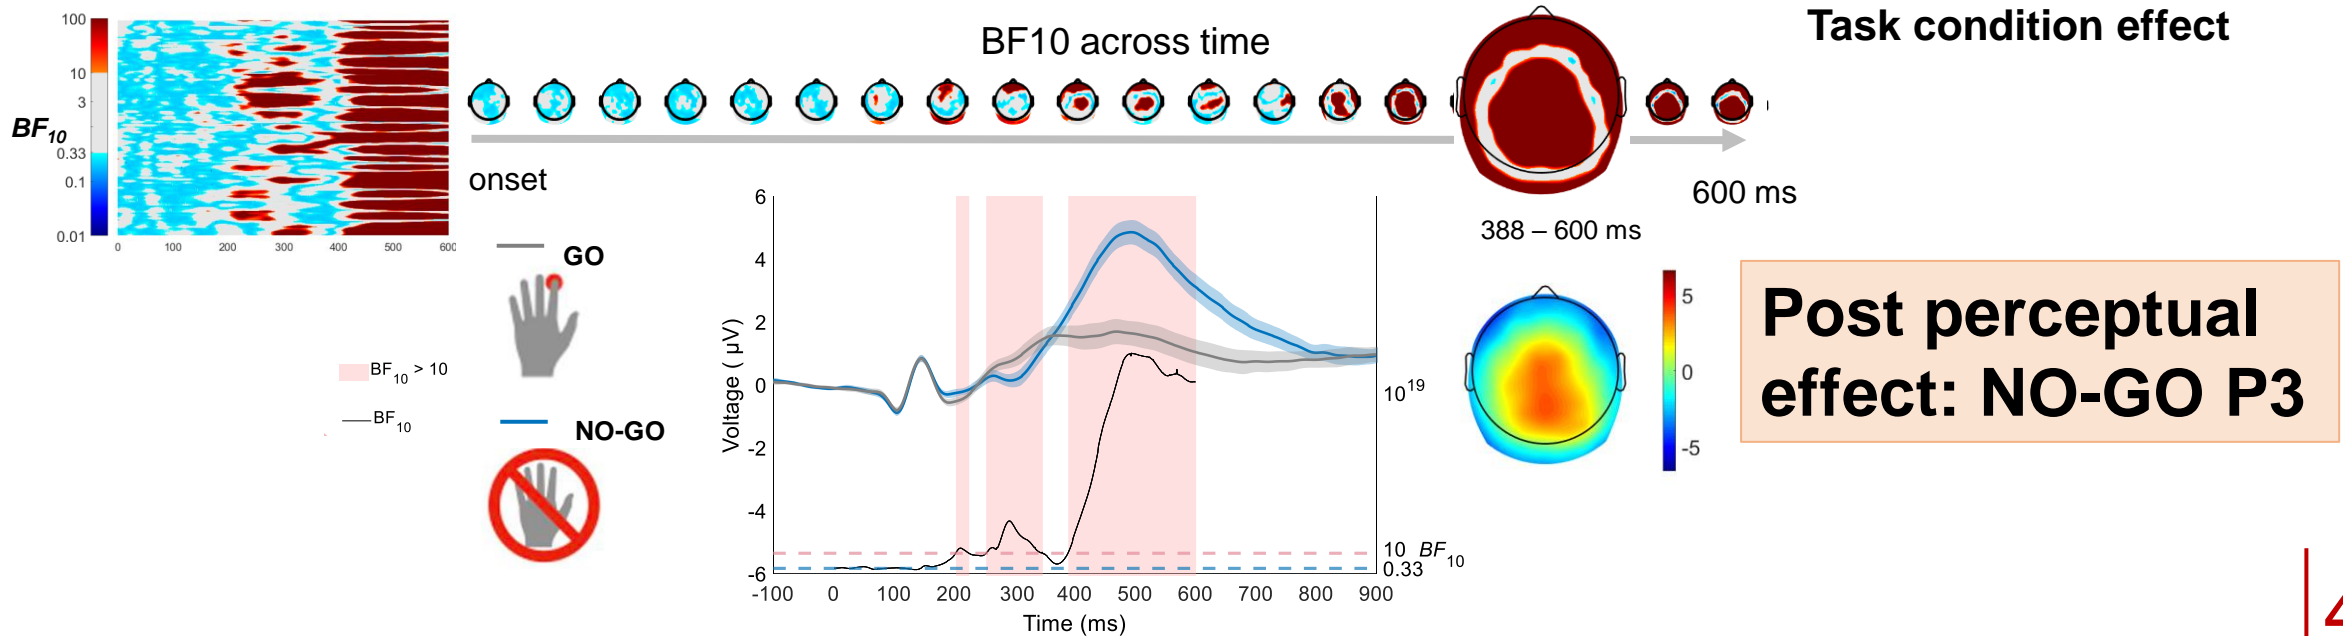 Task condition effect
BF10 across time
100
10
3
BF10
0.33
0.1
0.01
0 100 200 300 400 500 600
onset
600 ms
388 – 600 ms
GO
NO-GO
BF10 > 10
BF10
6
4
2
0
-2
-4
-6
Voltage ( µV)
-100 0 100 200 300 400 500 600 700 800 900
Time (ms)
10^19
10 BF10
0.33
5
0
-5
Post perceptual
effect: NO-GO P3